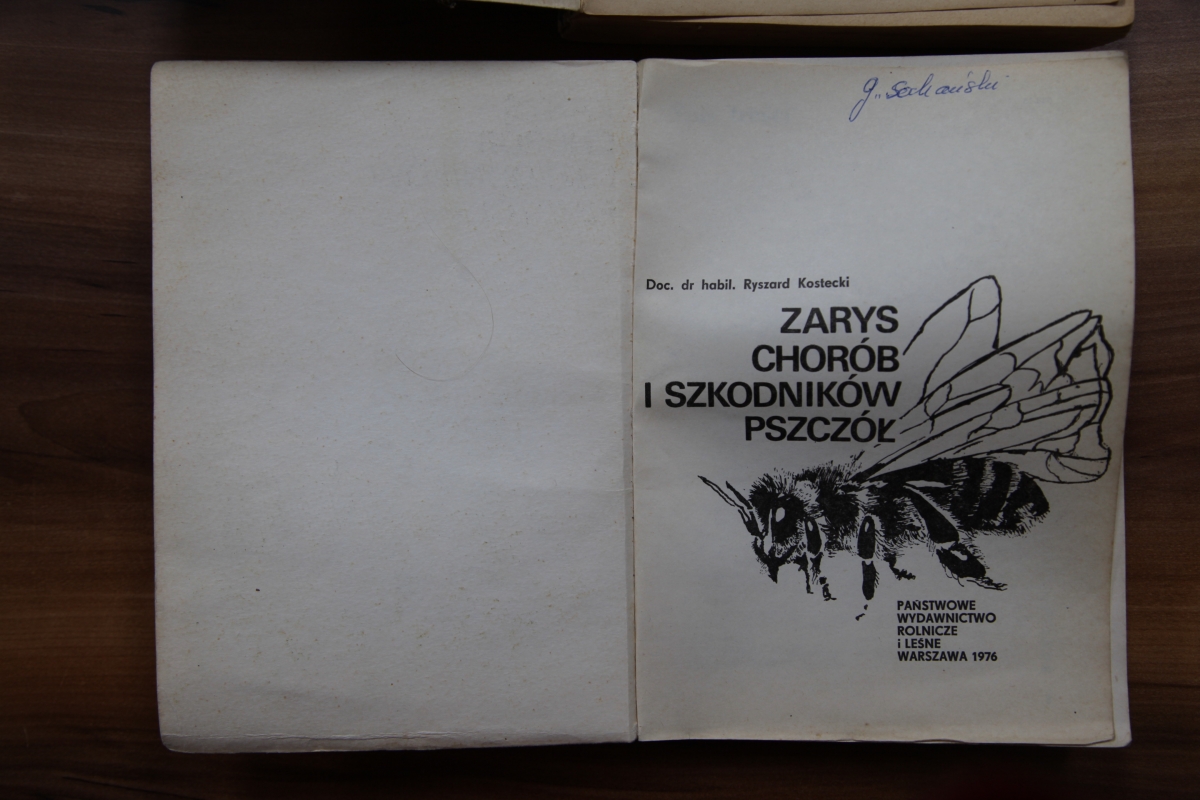 Doc. dr habil. Ryszard Kostecki
ZARYS
CHORÓB
I SZKODNIKÓW
PSZCZÓŁ
PAŃSTWOWE
WYDAWNICTWO
ROLNICZE
i LEŚNE
WARSZAWA 1976